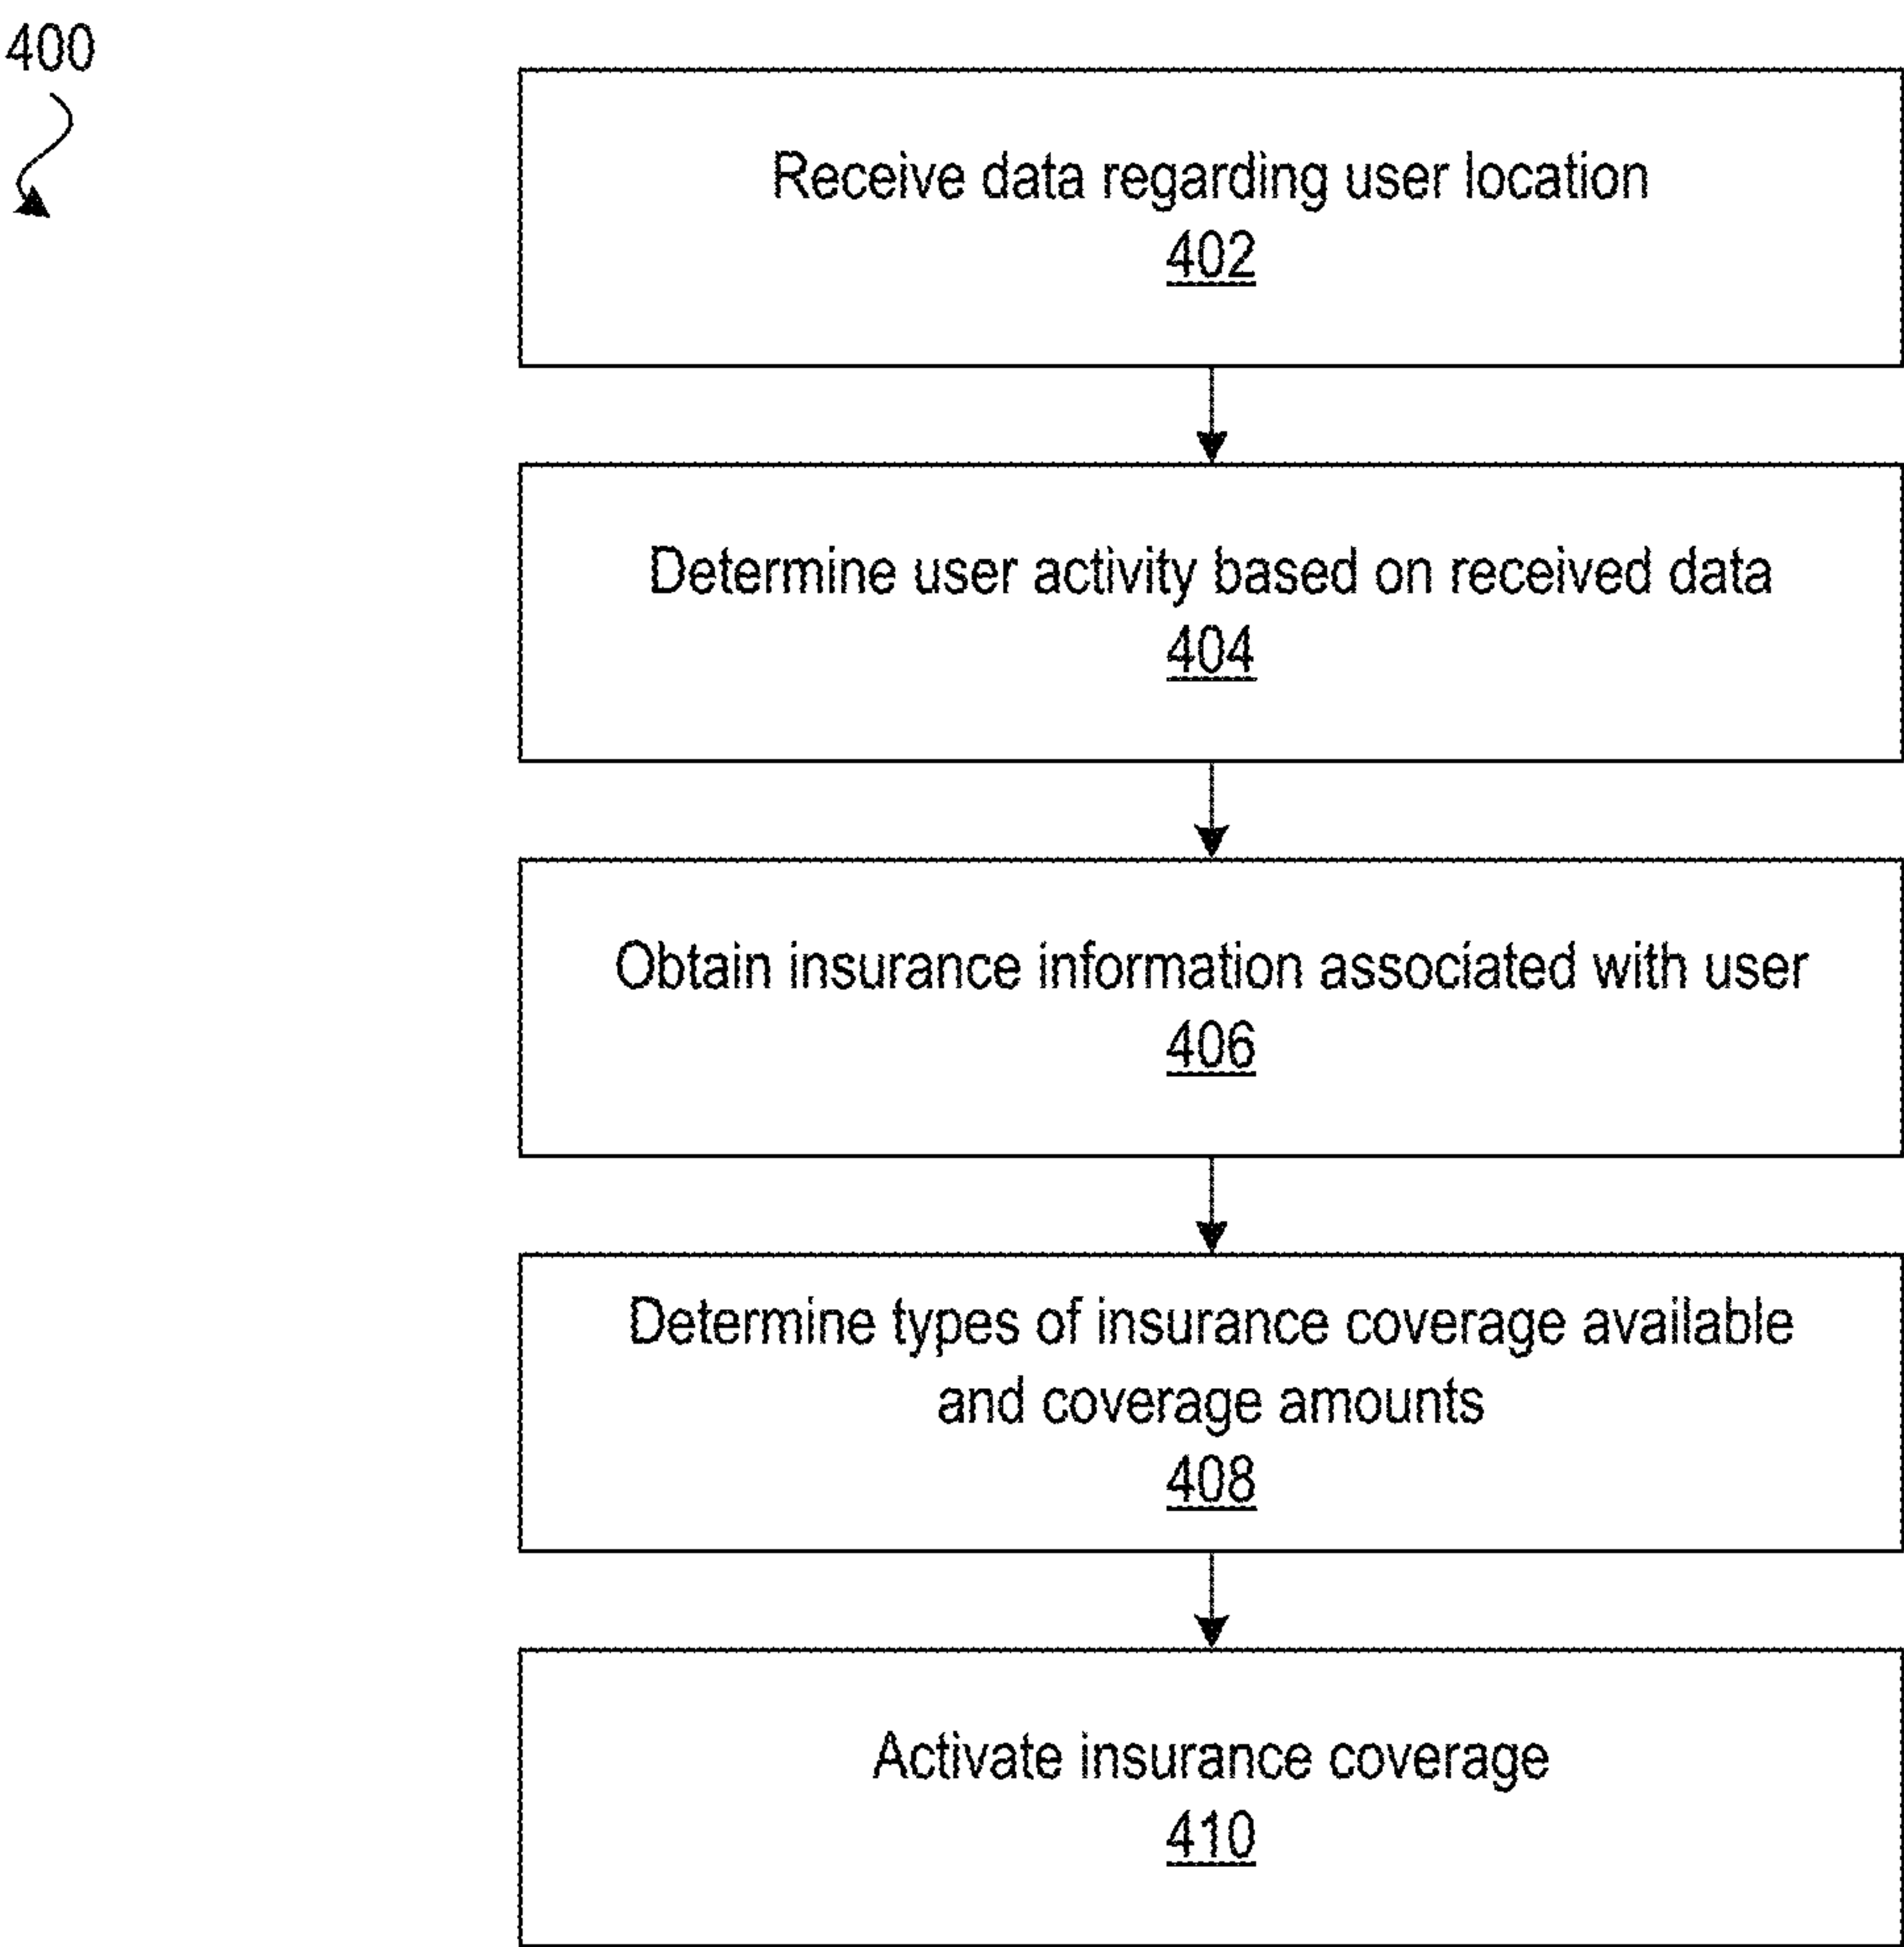 400
Receive data regarding user location
402
Determine user activity based on received data
404
Obtain insurance information associated with user
406
Determine types of insurance coverage available
and coverage amounts
408
Activate insurance coverage
410